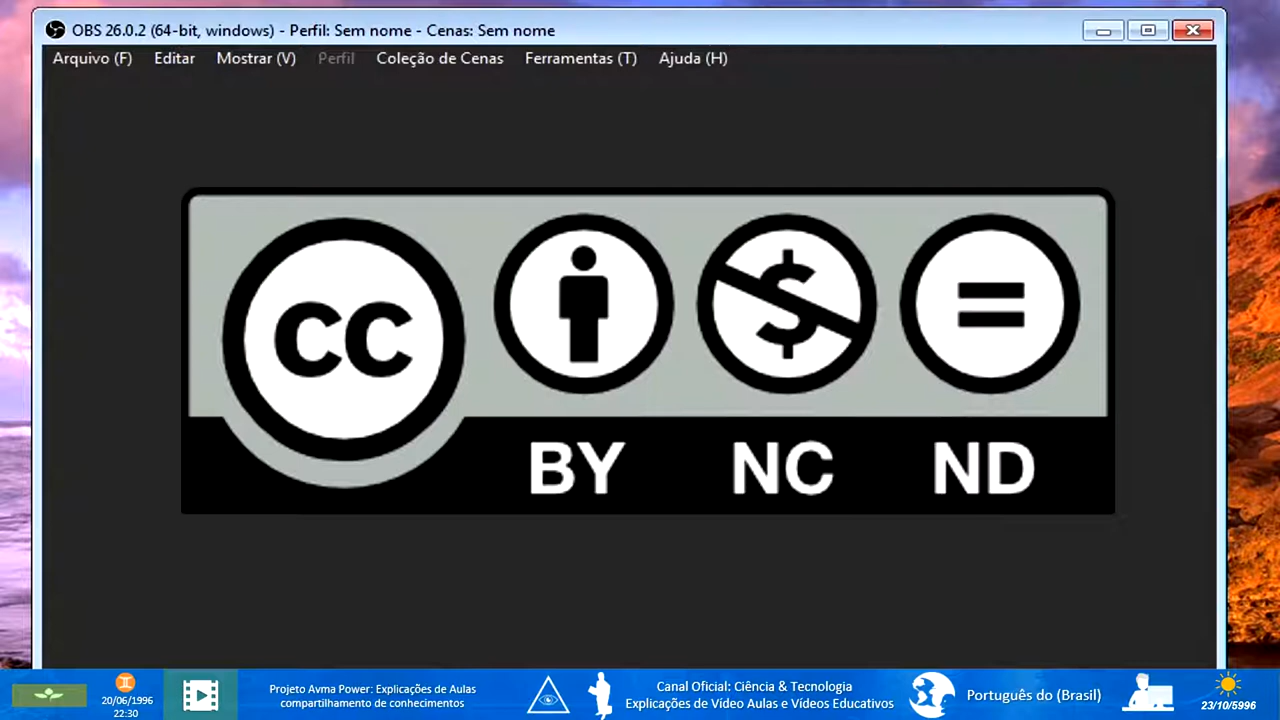 OBS 26.0.2 (64-bit, windows) - Perfil: Sem nome - Cenas: Sem nome
Arquivo (F) Editar Mostrar (V) Perfil Coleção de Cenas Ferramentas (T) Ajuda (H)
CC
BY NC ND
20/06/1996
22:30
Projeto Avma Power: Explicações de Aulas
compartilhamento de conhecimentos
Canal Oficial: Ciência & Tecnologia
Explicações de Vídeo Aulas e Vídeos Educativos
Português do (Brasil)
23/10/5996